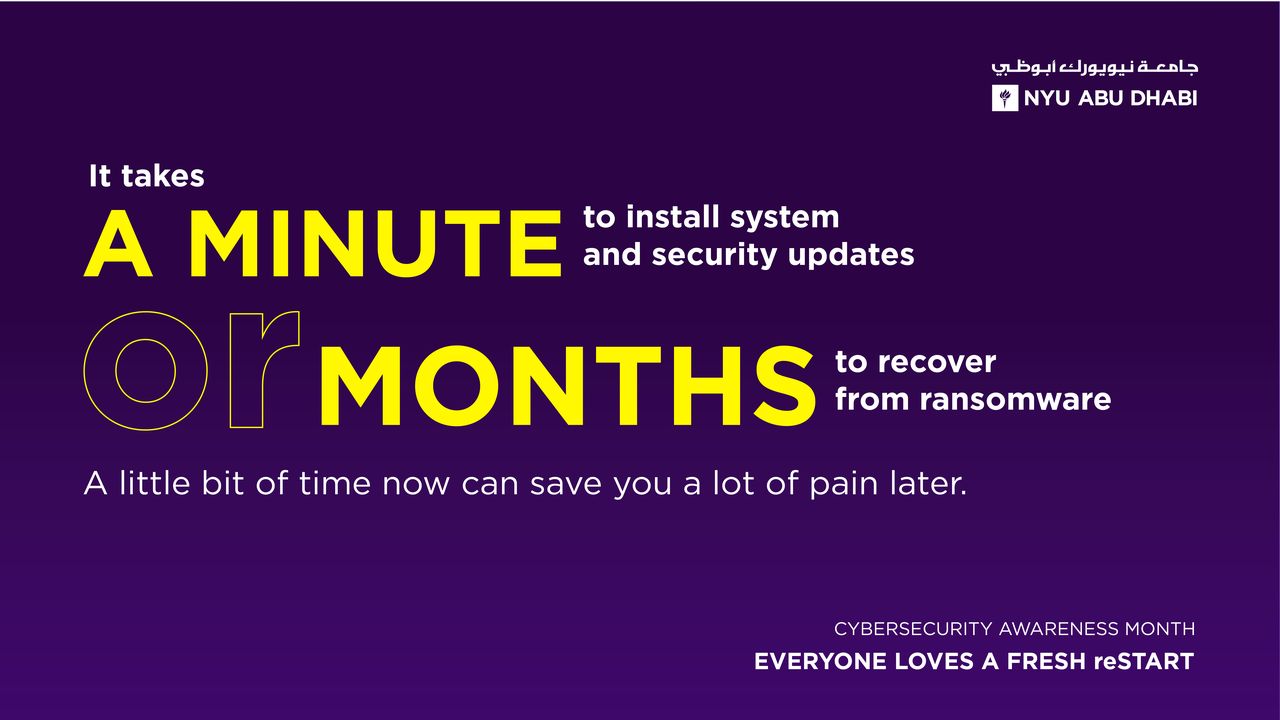 جامعة نيويورك أبوظبي
NYU ABU DHABI
It takes
A MINUTE
to install system
and security updates
or
MONTHS
to recover
from ransomware
A little bit of time now can save you a lot of pain later.
CYBERSECURITY AWARENESS MONTH
EVERYONE LOVES A FRESH reSTART